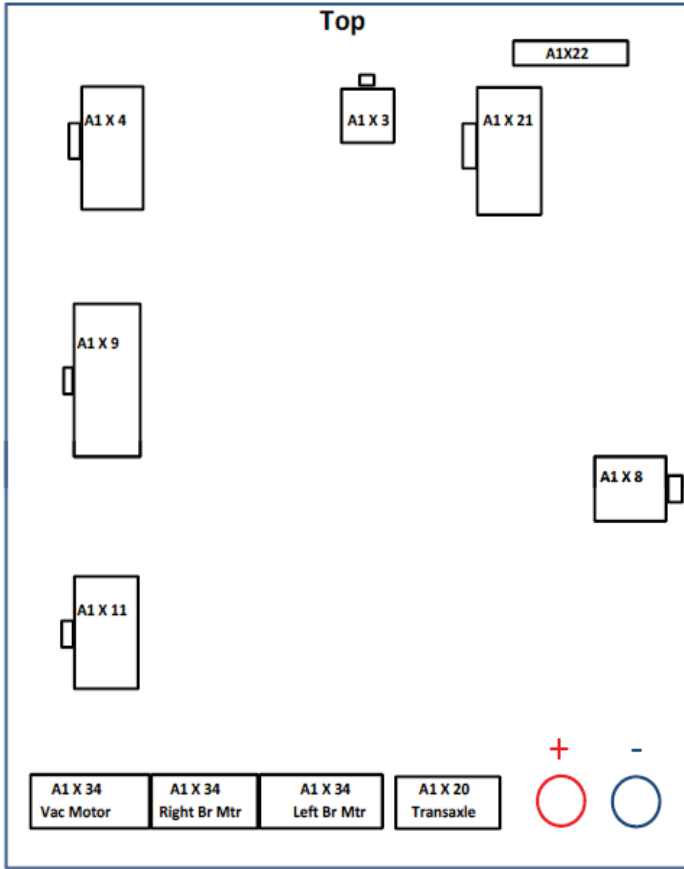 Top
A1X22
A1 X 4
A1 X 3
A1 X 21
A1 X 9
A1 X 8
A1 X 11
+ -
A1 X 34 A1 X 34 A1 X 34 A1 X 20
Vac Motor Right Br Mtr Left Br Mtr Transaxle